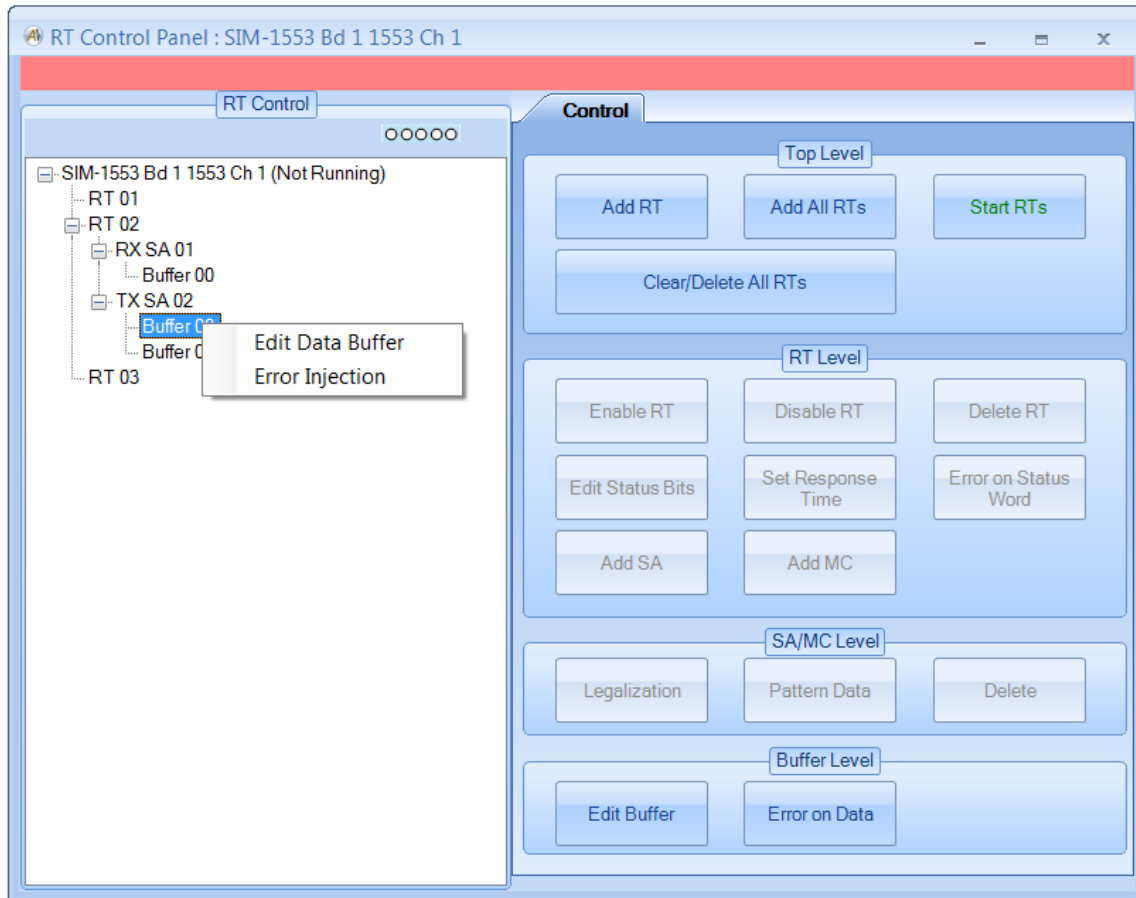 RT Control Panel : SIM-1553 Bd 1 1553 Ch 1
RT Control
SIM-1553 Bd 1 1553 Ch 1 (Not Running)
RT 01
RT 02
RX SA 01
Buffer 00
TX SA 02
Buffer
Buffer
RT 03
Edit Data Buffer
Error Injection
Control
Top Level
Add RT
Add All RTs
Start RTs
Clear/Delete All RTs
RT Level
Enable RT
Disable RT
Delete RT
Edit Status Bits
Set Response
Time
Error on Status
Word
Add SA
Add MC
SA/MC Level
Legalization
Pattern Data
Delete
Buffer Level
Edit Buffer
Error on Data